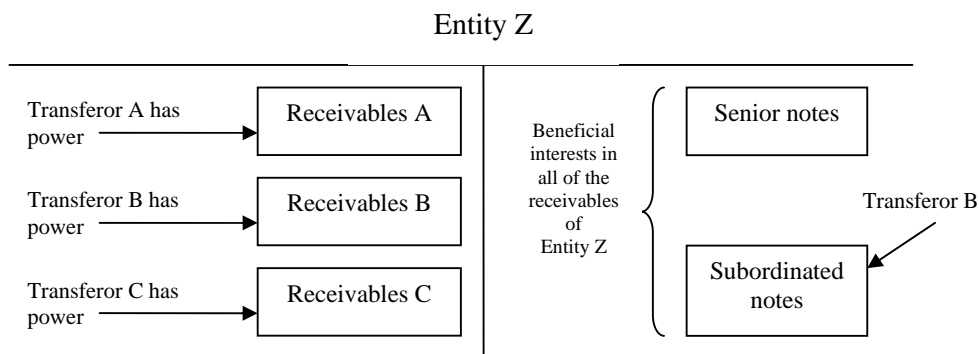 Entity Z
Transferor A has
power
Receivables A
Transferor B has
power
Receivables B
Transferor C has
power
Receivables C
Beneficial
interests in
all of the
receivables
of
Entity Z
Senior notes
Transferor B
Subordinated
notes